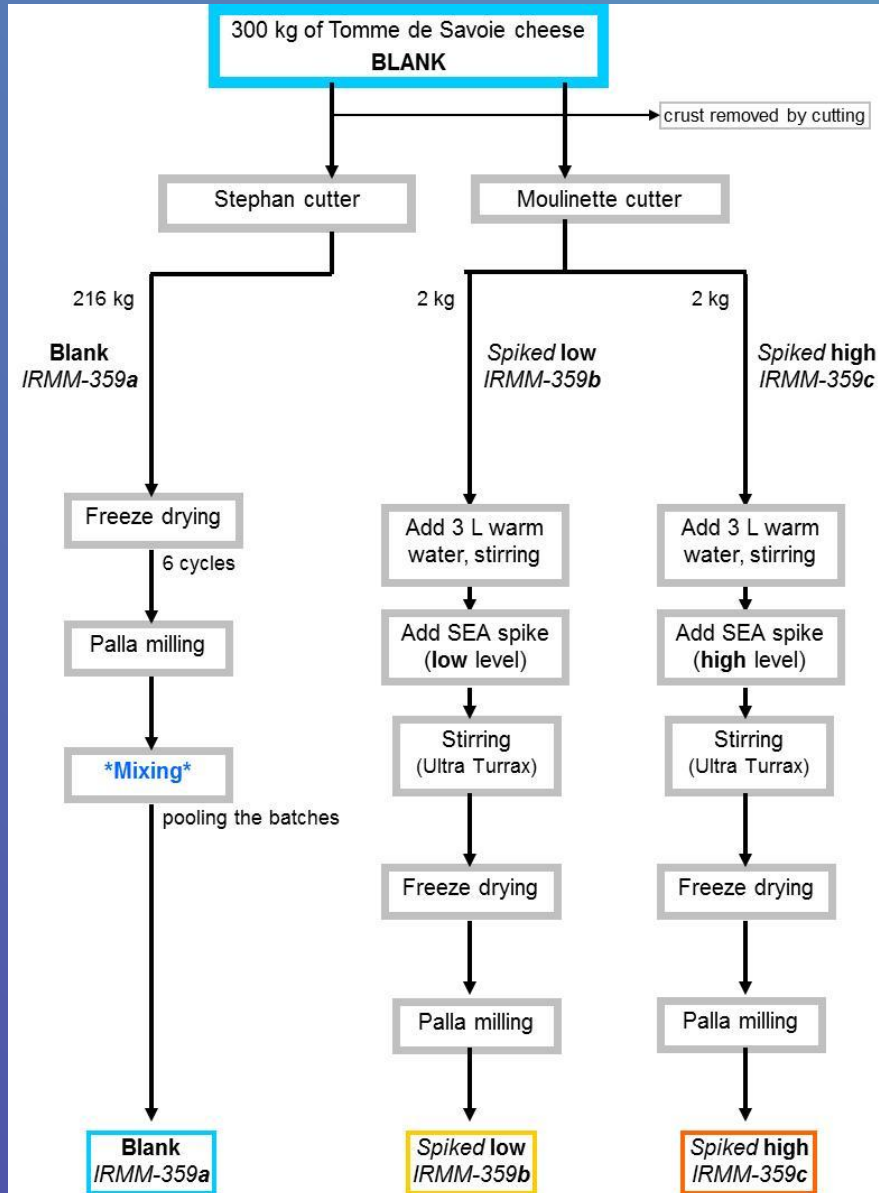 300 kg of Tomme de Savoie cheese
BLANK
crust removed by cutting
Stephan cutter
Moulinette cutter
216 kg
2 kg
2 kg
Blank
IRMM-359a
Spiked low
IRMM-359b
Spiked high
IRMM-359c
Freeze drying
6 cycles
Palla milling
*Mixing*
pooling the batches
Add 3 L warm
water, stirring
Add SEA spike
(low level)
Stirring
(Ultra Turrax)
Freeze drying
Palla milling
Add 3 L warm
water, stirring
Add SEA spike
(high level)
Stirring
(Ultra Turrax)
Freeze drying
Palla milling
Blank
IRMM-359a
Spiked low
IRMM-359b
Spiked high
IRMM-359c